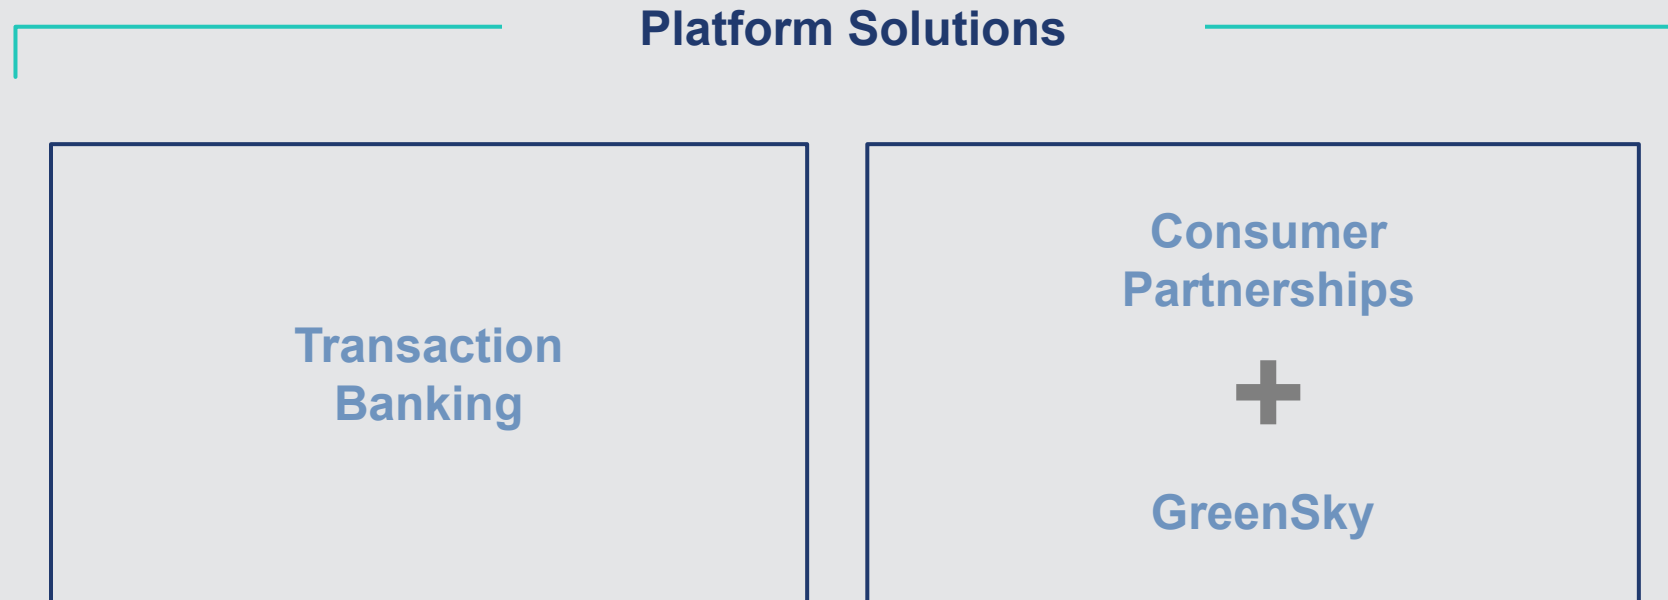 Platform Solutions
Transaction
Banking
Consumer
Partnerships
+
GreenSky